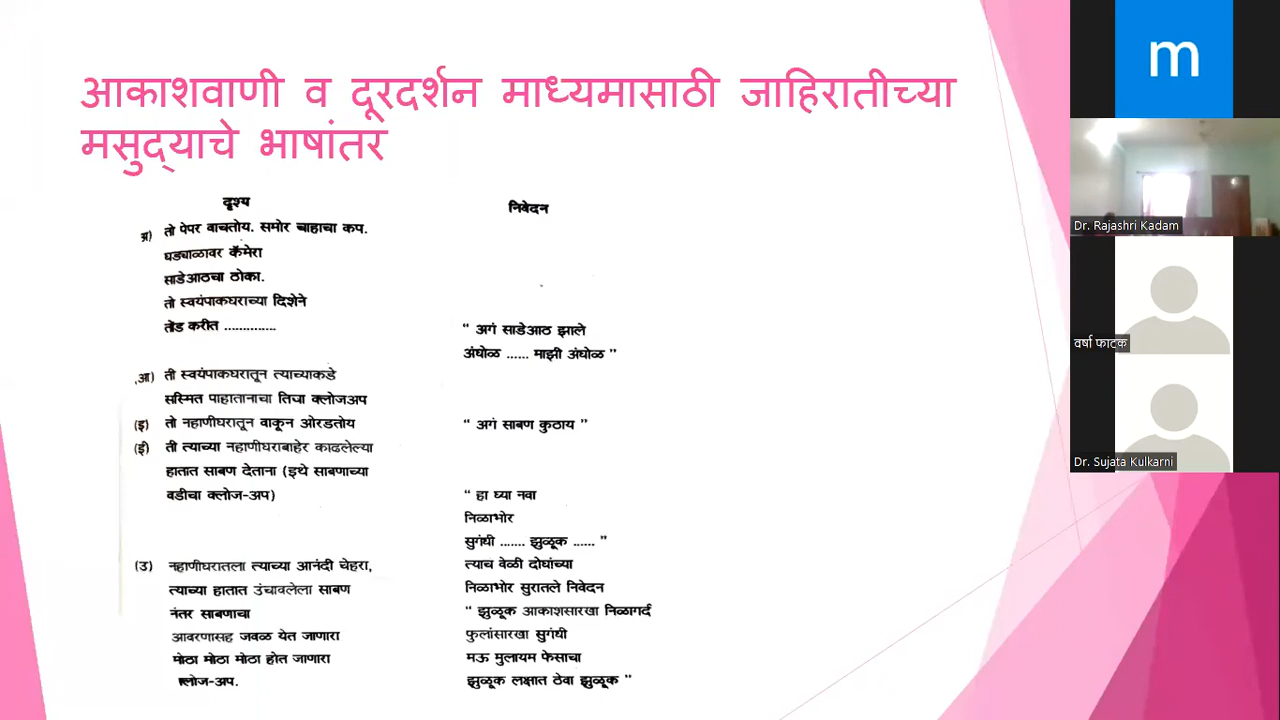 आकाशवाणी व दूरदर्शन माध्यमासाठी जाहिरातीच्या
मसुद्याचे भाषांतर
दृश्य
निवेदन
अ) तो पेपर वाचतोय. समोर चाहाचा कप.
घड्याळावर कॅमेरा
साडेआठचा ठोका.
तो स्वयंपाकघराच्या दिशेने
तोंड करीत ..............
“ अगं साडेआठ झाले
अंघोळ ...... माझी अंघोळ ”
(आ) ती स्वयंपाकघरातून त्याच्याकडे
सस्मित पाहातानाचा तिचा क्लोजअप
(इ) तो नहाणीघरातून वाकून ओरडतोय
“ अगं साबण कुठाय ”
(ई) ती त्याच्या नहाणीघराबाहेर काढलेल्या
हातात साबण देताना (इथे साबणाच्या
वडीचा क्लोज-अप)
“ हा घ्या नवा
निळाभोर
सुगंधी ....... झुळूक ...... ”
(उ) नहाणीघरातला त्याच्या आनंदी चेहरा,
त्याच्या हातात उंचावलेला साबण
नंतर साबणाचा
आवरणासह जवळ येत जाणारा
मोठा मोठा मोठा होत जाणारा
क्लोज-अप.
त्याच वेळी दोघांच्या
निळाभोर सुरातले निवेदन
“ झुळूक आकाशसारखा निळागर्द
फुलांसारखा सुगंधी
मऊ मुलायम फेसाचा
झुळूक लक्षात ठेवा झुळूक ”
m
Dr. Rajashri Kadam
वर्षा फाटक
Dr. Sujata Kulkarni